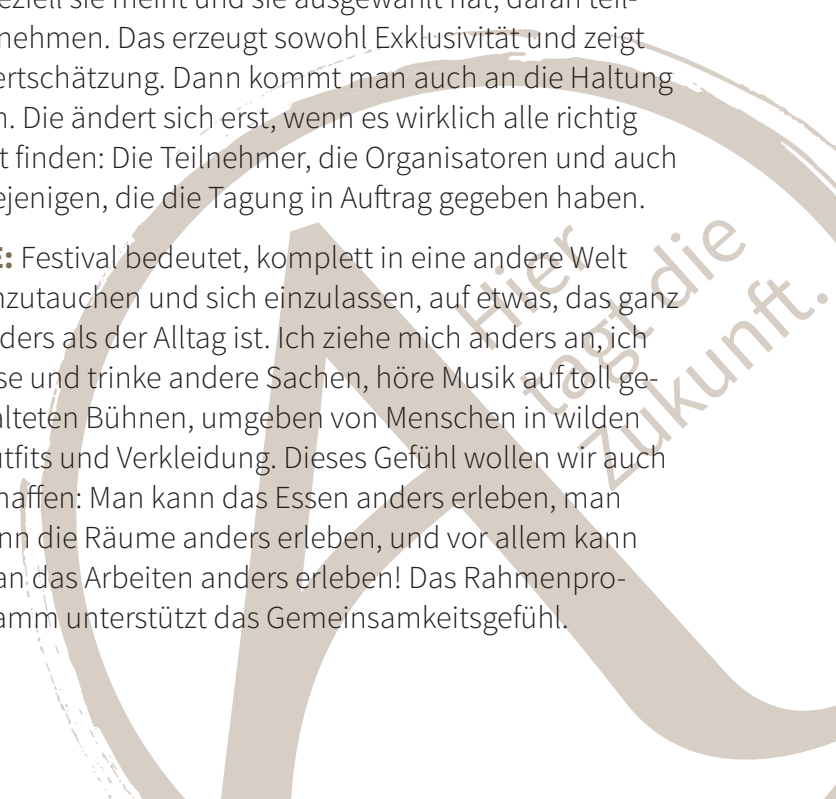 eziell sie meint und sie ausgewählt hat, daran teil-
nehmen. Das erzeugt sowohl Exklusivität und zeigt
ertschätzung. Dann kommt man auch an die Haltung
n. Die ändert sich erst, wenn es wirklich alle richtig
t finden: Die Teilnehmer, die Organisatoren und auch
ejenigen, die die Tagung in Auftrag gegeben haben.
E: Festival bedeutet, komplett in eine andere Welt
nzutauchen und sich einzulassen, auf etwas, das ganz
ders als der Alltag ist. Ich ziehe mich anders an, ich
se und trinke andere Sachen, höre Musik auf toll ge-
alteten Bühnen, umgeben von Menschen in wilden
utfits und Verkleidung. Dieses Gefühl wollen wir auch
haffen: Man kann das Essen anders erleben, man
nn die Räume anders erleben, und vor allem kann
an das Arbeiten anders erleben! Das Rahmenpro-
amm unterstützt das Gemeinsamkeitsgefühl.
Hier
tagt die
zukunft.